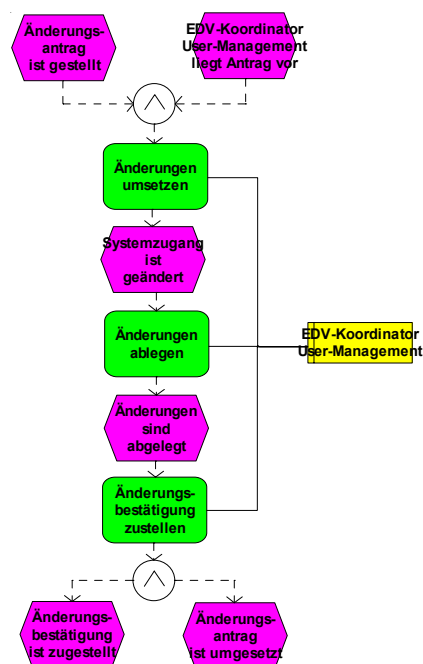 Änderungs-
antrag
ist gestellt
EDV-Koordinator
User-Management
liegt Antrag vor
Änderungen
umsetzen
Systemzugang
ist
geändert
Änderungen
ablegen
EDV-Koordinator
User-Management
Änderungen
sind
abgelegt
Änderungs-
bestätigung
zustellen
Änderungs-
bestätigung
ist zugestellt
Änderungs-
antrag
ist umgesetzt